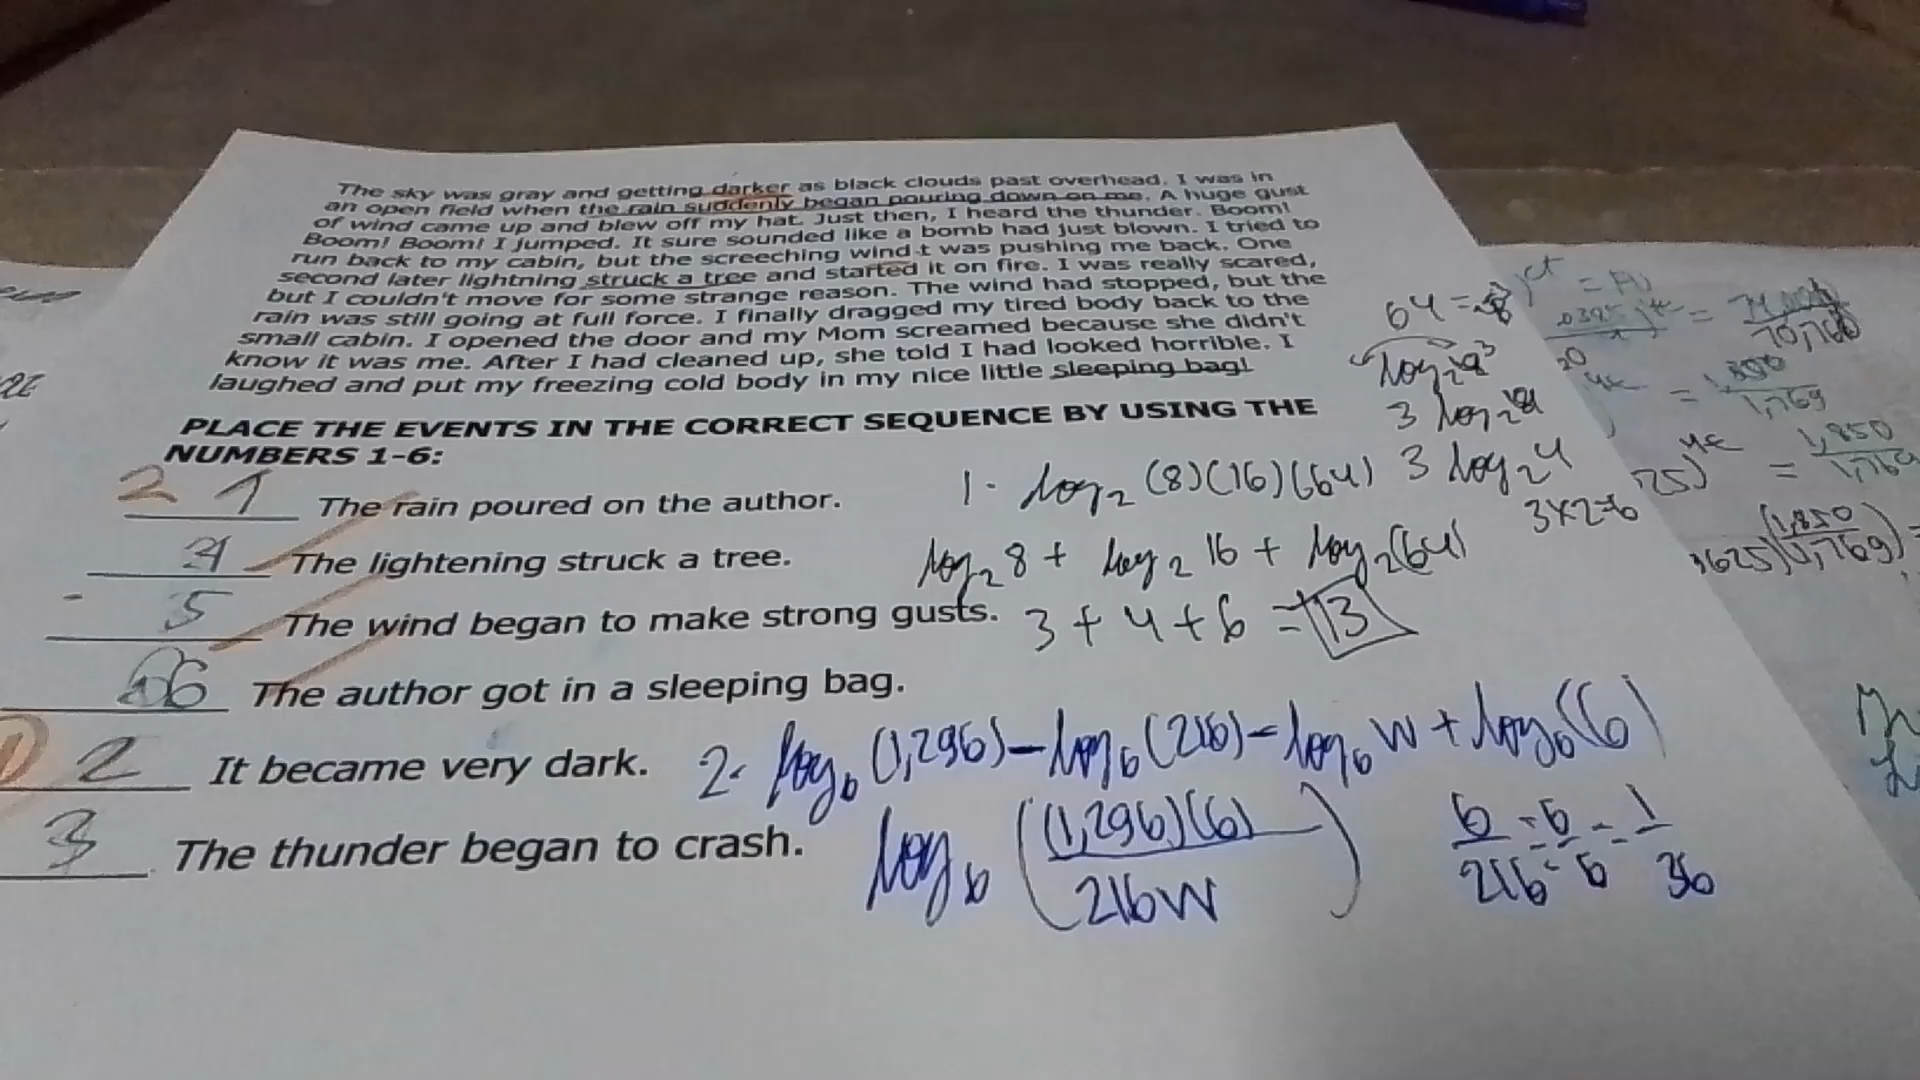 The sky was gray and getting darker as black clouds past overhead. I was in
an open field when the rain suddenly began pouring down on me. A huge gust
of wind came up and blew off my hat. Just then, I heard the thunder. Boom!
Boom! Boom! I jumped. It sure sounded like a bomb had just blown. I tried to
run back to my cabin, but the screeching wind t was pushing me back. One
second later lightning struck a tree and started it on fire. I was really scared,
but I couldn't move for some strange reason. The wind had stopped, but the
rain was still going at full force. I finally dragged my tired body back to the
small cabin. I opened the door and my Mom screamed because she didn't
know it was me. After I had cleaned up, she told I had looked horrible. I
laughed and put my freezing cold body in my nice little sleeping bag!
PLACE THE EVENTS IN THE CORRECT SEQUENCE BY USING THE
NUMBERS 1-6:
2 1 The rain poured on the author.
4 The lightening struck a tree.
5 The wind began to make strong gusts.
6 The author got in a sleeping bag.
1 2 It became very dark.
3 The thunder began to crash.
64 =
3 log₂4
3x2=6
1. log₂ (8)(16)(64)
log₂ 8 + log₂ 16 + log₂(64)
3 + 4 + 6 = 13
2. log₆ (1,296) - log₆ (216) - log₆ W + log₆ (6)
log₆ ((1,296)(6) / 216W)
6/216 ÷ 6/6 = 1/36
= 1,850/1,769